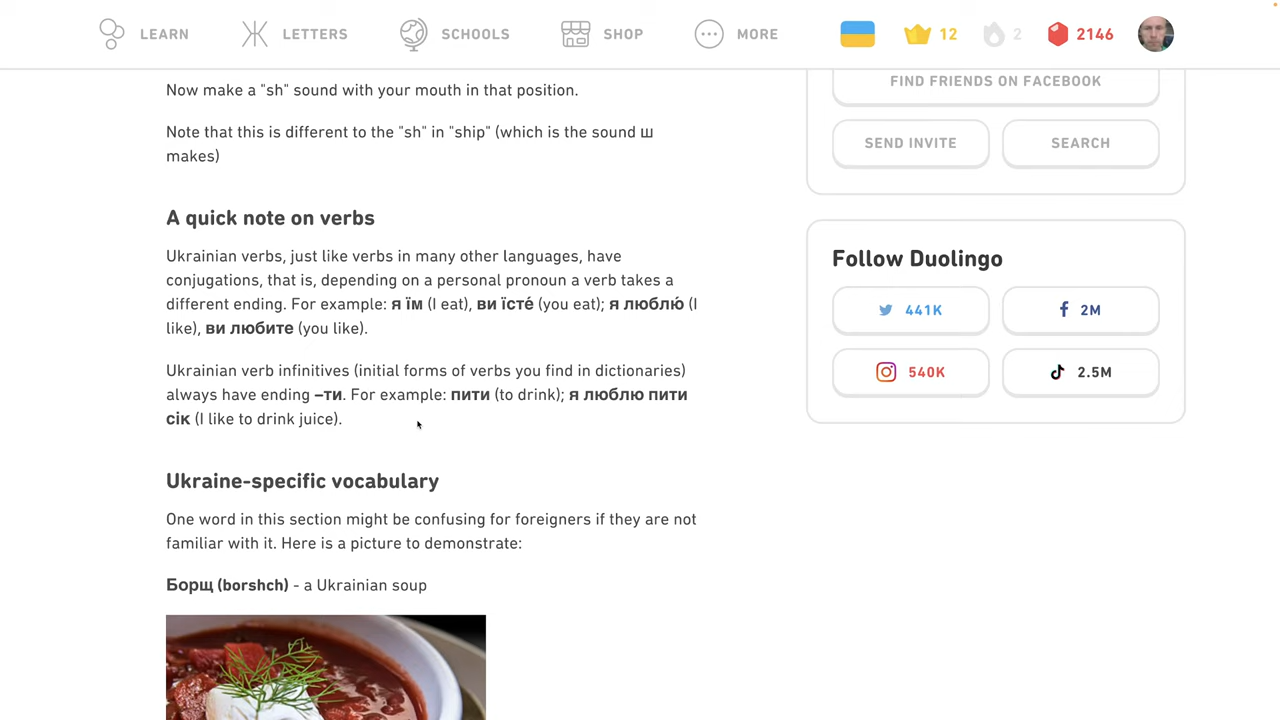 LEARN LETTERS SCHOOLS SHOP MORE 12 2 2146
Now make a "sh" sound with your mouth in that position.
Note that this is different to the "sh" in "ship" (which is the sound ш
makes)
A quick note on verbs
Ukrainian verbs, just like verbs in many other languages, have
conjugations, that is, depending on a personal pronoun a verb takes a
different ending. For example: я їм (I eat), ви їсте́ (you eat); я люблю́ (I
like), ви любите (you like).
Ukrainian verb infinitives (initial forms of verbs you find in dictionaries)
always have ending –ти. For example: пити (to drink); я люблю пити
сік (I like to drink juice).
Ukraine-specific vocabulary
One word in this section might be confusing for foreigners if they are not
familiar with it. Here is a picture to demonstrate:
Борщ (borshch) - a Ukrainian soup
FIND FRIENDS ON FACEBOOK
SEND INVITE SEARCH
Follow Duolingo
441K 2M
540K 2.5M